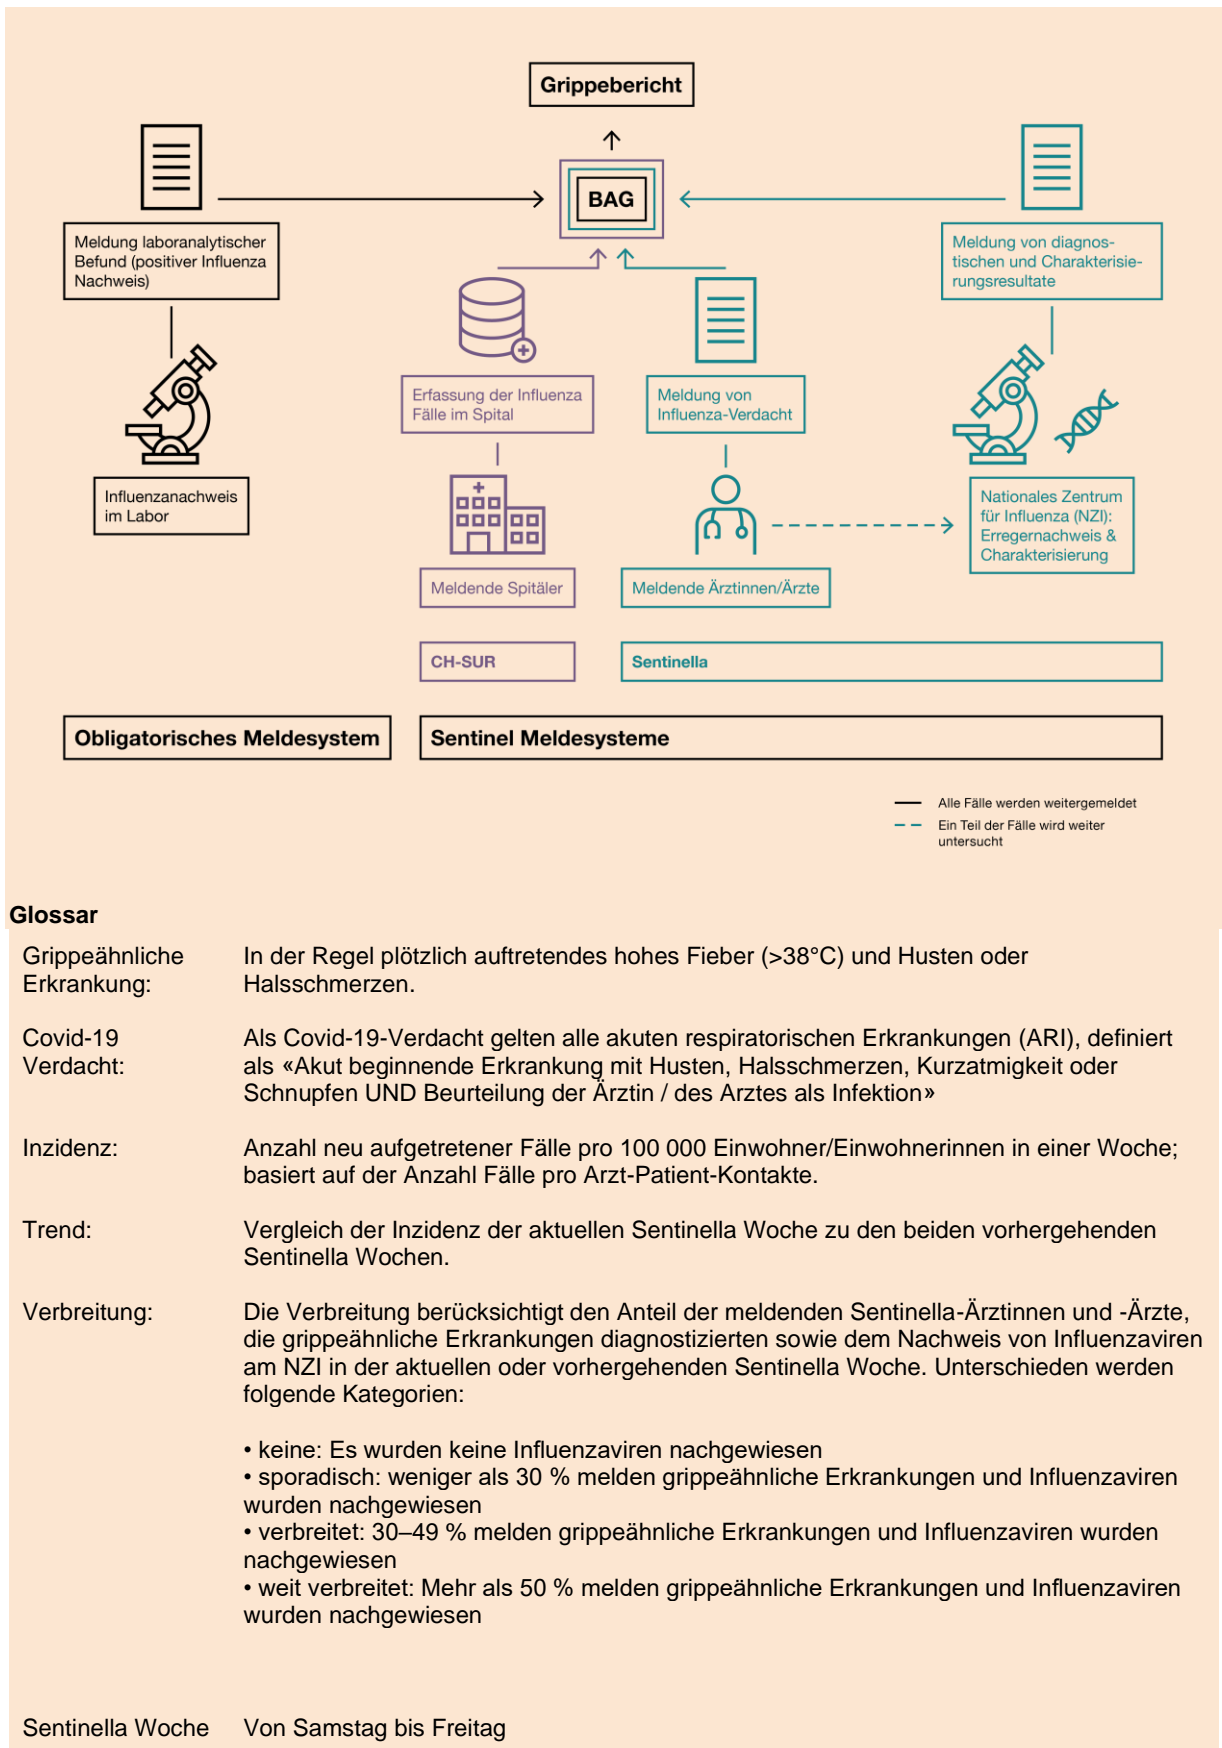 Grippebericht
BAG
Meldung laboranalytischer
Befund (positiver Influenza
Nachweis)
Meldung von diagnos-
tischen und Charakterisie-
rungsresultate
Erfassung der Influenza
Fälle im Spital
Meldung von
Influenza-Verdacht
Influenzanachweis
im Labor
Nationales Zentrum
für Influenza (NZI):
Erregernachweis &
Charakterisierung
Meldende Spitäler
Meldende Ärztinnen/Ärzte
CH-SUR
Sentinella
Obligatorisches Meldesystem
Sentinel Meldesysteme
Alle Fälle werden weitergemeldet
Ein Teil der Fälle wird weiter
untersucht
Glossar
Grippeähnliche
Erkrankung:
In der Regel plötzlich auftretendes hohes Fieber (>38°C) und Husten oder
Halsschmerzen.
Covid-19
Verdacht:
Als Covid-19-Verdacht gelten alle akuten respiratorischen Erkrankungen (ARI), definiert
als «Akut beginnende Erkrankung mit Husten, Halsschmerzen, Kurzatmigkeit oder
Schnupfen UND Beurteilung der Ärztin / des Arztes als Infektion»
Inzidenz:
Anzahl neu aufgetretener Fälle pro 100 000 Einwohner/Einwohnerinnen in einer Woche;
basiert auf der Anzahl Fälle pro Arzt-Patient-Kontakte.
Trend:
Vergleich der Inzidenz der aktuellen Sentinella Woche zu den beiden vorhergehenden
Sentinella Wochen.
Verbreitung:
Die Verbreitung berücksichtigt den Anteil der meldenden Sentinella-Ärztinnen und -Ärzte,
die grippeähnliche Erkrankungen diagnostizierten sowie dem Nachweis von Influenzaviren
am NZI in der aktuellen oder vorhergehenden Sentinella Woche. Unterschieden werden
folgende Kategorien:
• keine: Es wurden keine Influenzaviren nachgewiesen
• sporadisch: weniger als 30 % melden grippeähnliche Erkrankungen und Influenzaviren
wurden nachgewiesen
• verbreitet: 30–49 % melden grippeähnliche Erkrankungen und Influenzaviren wurden
nachgewiesen
• weit verbreitet: Mehr als 50 % melden grippeähnliche Erkrankungen und Influenzaviren
wurden nachgewiesen
Sentinella Woche
Von Samstag bis Freitag